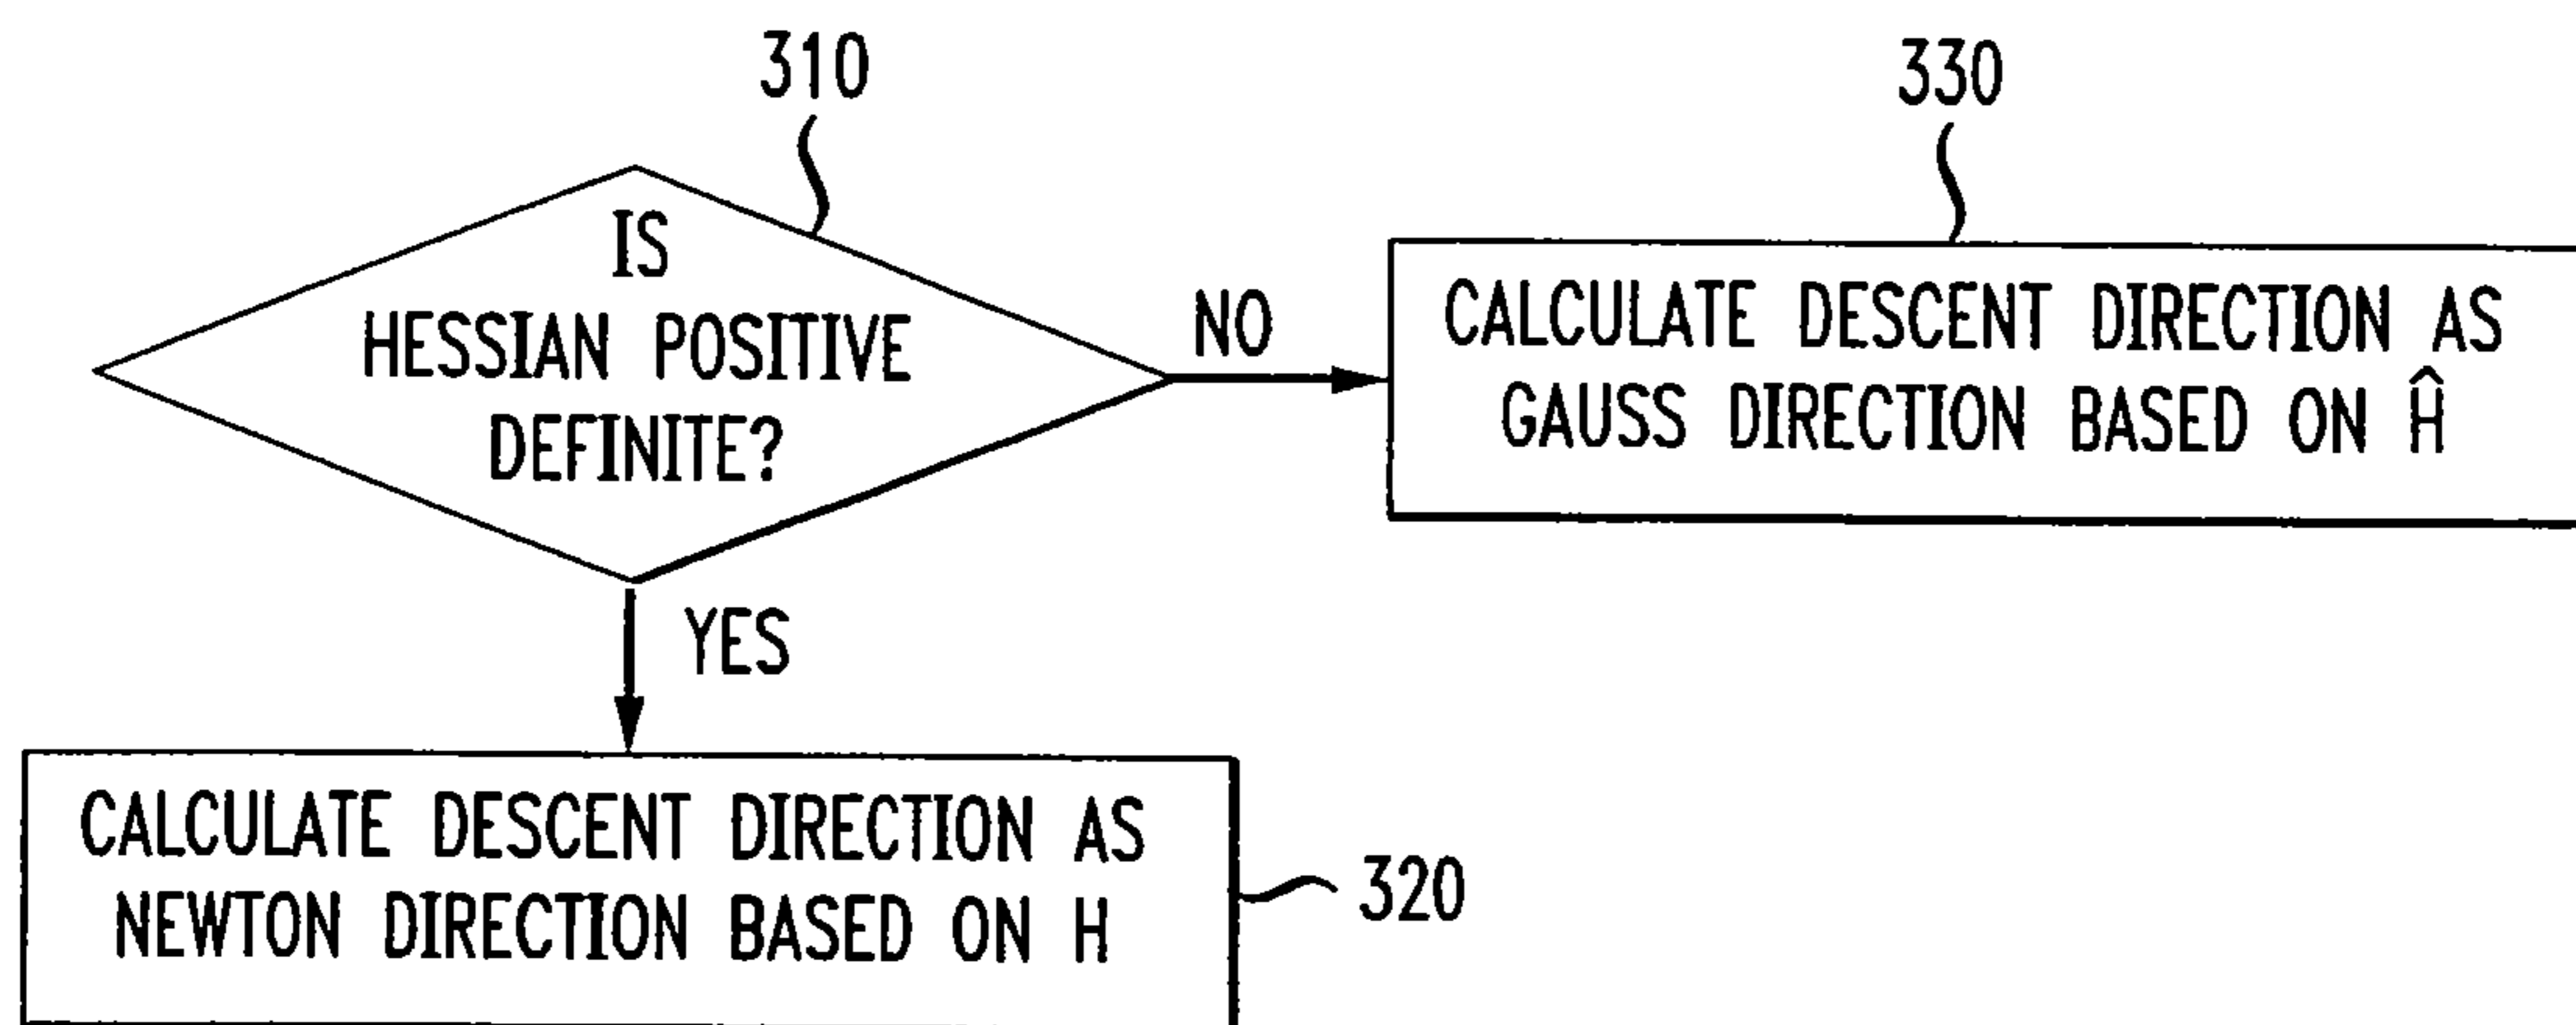 310
IS
HESSIAN POSITIVE
DEFINITE?
NO
330
CALCULATE DESCENT DIRECTION AS
GAUSS DIRECTION BASED ON Ĥ
YES
CALCULATE DESCENT DIRECTION AS
NEWTON DIRECTION BASED ON H
320